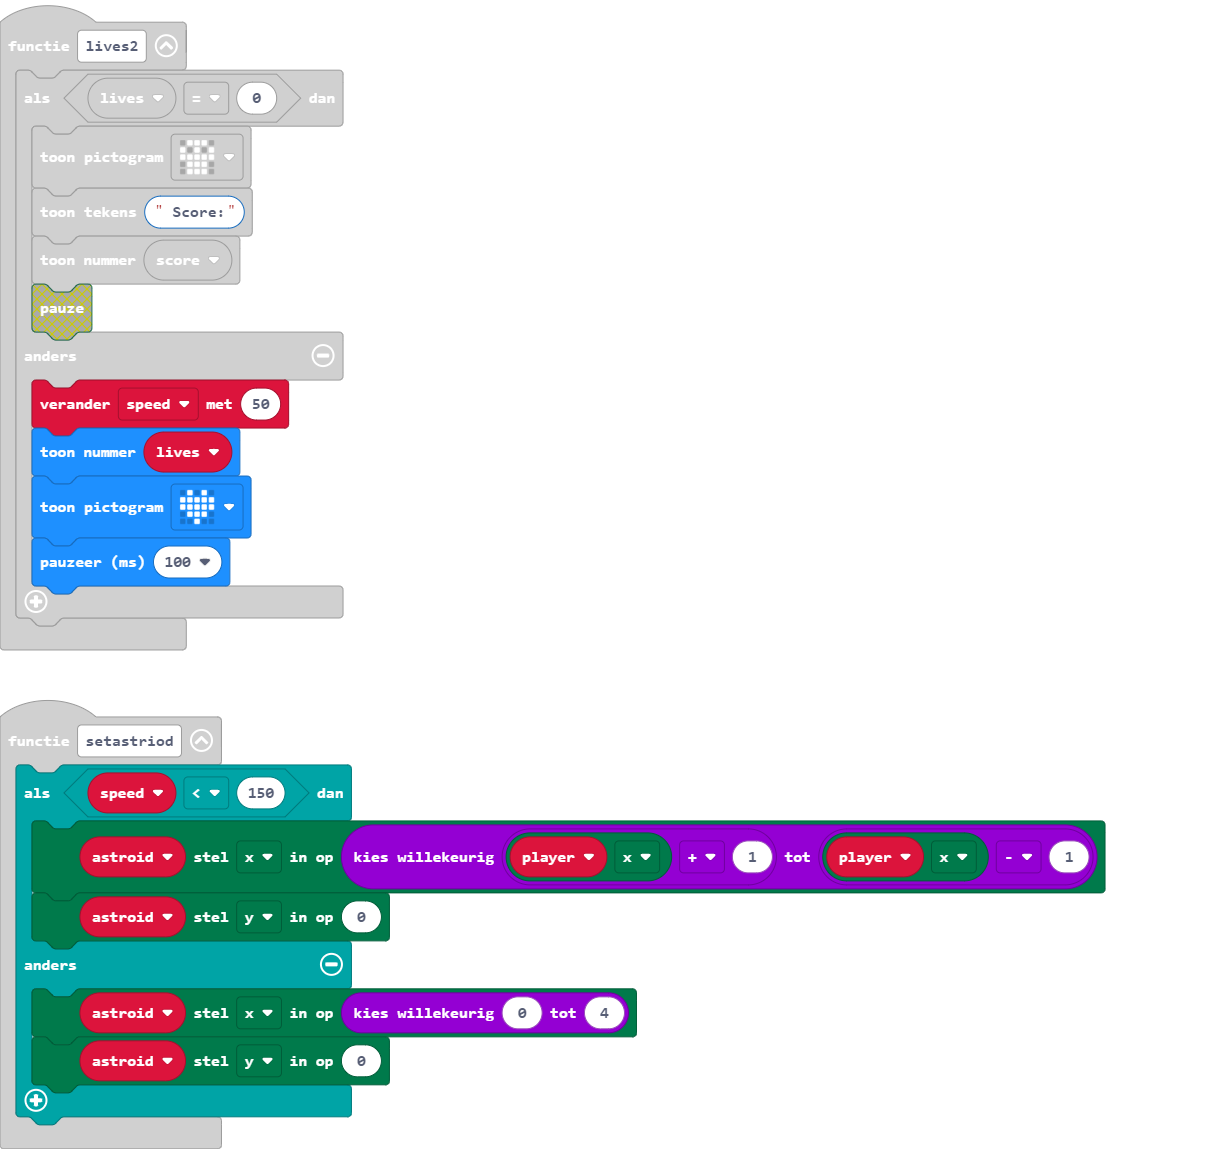 functie lives2
als lives = 0 dan
toon pictogram
toon tekens " Score:"
toon nummer score
pauze
anders
verander speed met 50
toon nummer lives
toon pictogram
pauzeer (ms) 100
functie setastriod
als speed < 150 dan
astroid stel x in op kies willekeurig player x + 1 tot player x - 1
astroid stel y in op 0
anders
astroid stel x in op kies willekeurig 0 tot 4
astroid stel y in op 0